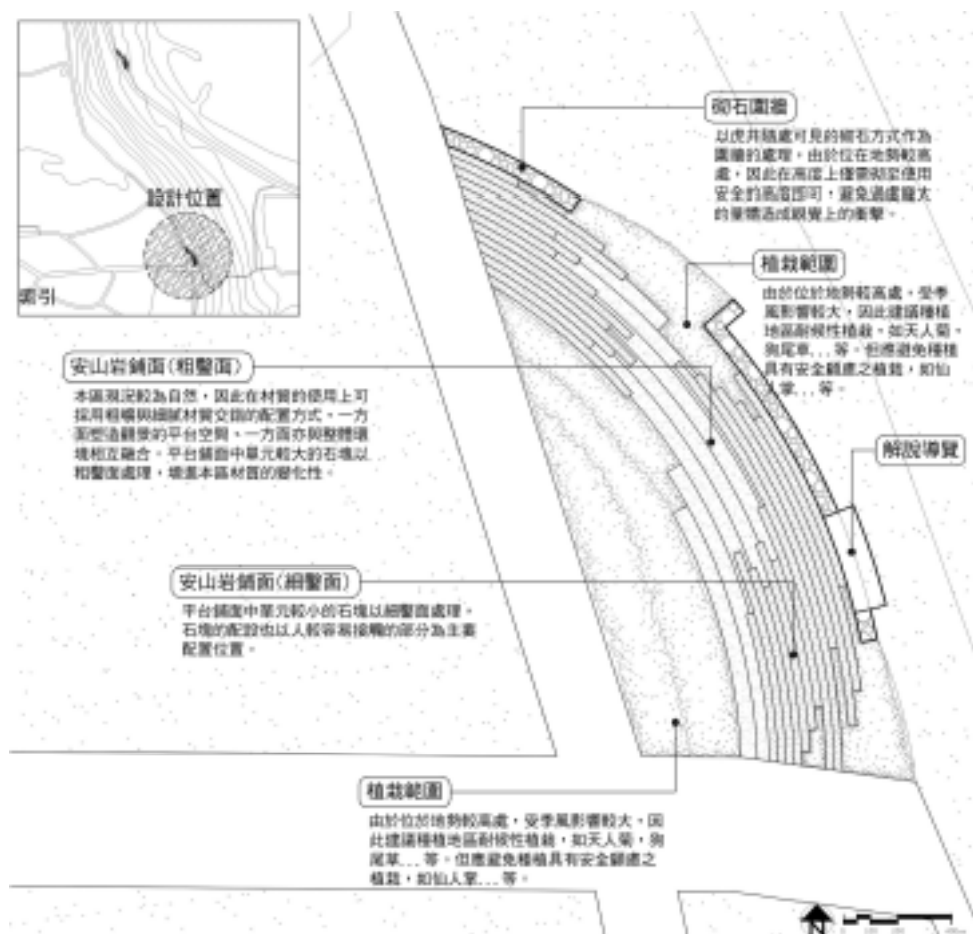 設計位置
索引
砌石圍牆
以虎井隨處可見的砌石方式作為
圍牆的處理。由於位在地勢較高
處，因此在高度上僅需砌至使用
安全的高度即可，避免過處龐大
的量體造成視覺上的衝擊。
植栽範圍
由於位於地勢較高處，受季
風影響較大，因此建議種植
地區耐候性植栽，如天人菊，
狗尾草...等。但應避免種植
具有安全顧慮之植栽，如仙
人掌...等。
安山岩鋪面(粗鑿面)
本區現況較為自然，因此在材質的使用上可
採用粗獷與細膩材質交錯的配置方式。一方
面塑造觀景的平台空間，一方面亦與整體環
境相互融合。平台鋪面中單元較大的石塊以
粗鑿面處理，增進本區材質的變化性。
解說導覽
安山岩鋪面(細鑿面)
平台鋪面中單元較小的石塊以細鑿面處理，
石塊的配設也以人較容易接觸的部分為主要
配置位置。
植栽範圍
由於位於地勢較高處，受季風影響較大，因
此建議種植地區耐候性植栽，如天人菊，狗
尾草...等。但應避免種植具有安全顧慮之
植栽，如仙人掌...等。
N